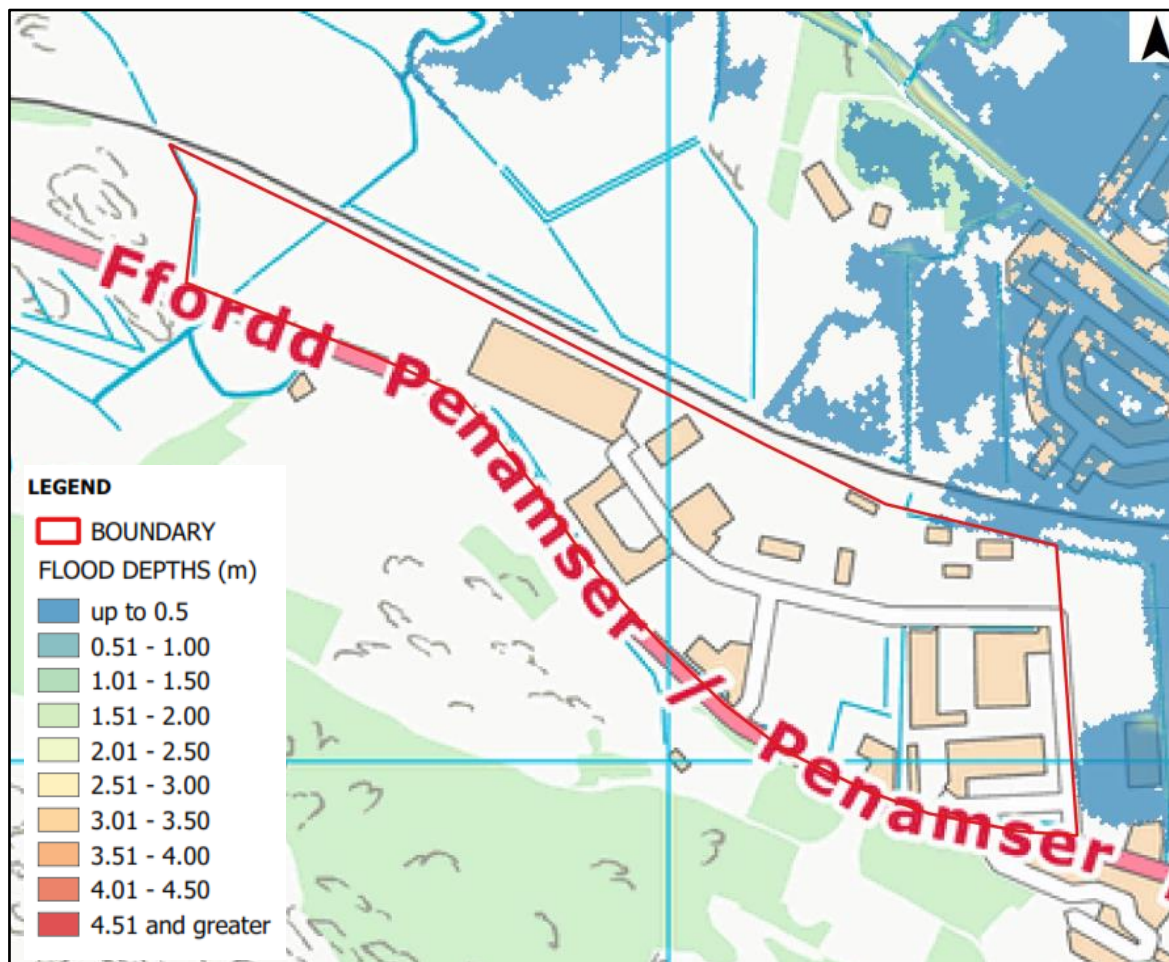 Ffordd Penamser / Penamser
LEGEND
BOUNDARY
FLOOD DEPTHS (m)
up to 0.5
0.51 - 1.00
1.01 - 1.50
1.51 - 2.00
2.01 - 2.50
2.51 - 3.00
3.01 - 3.50
3.51 - 4.00
4.01 - 4.50
4.51 and greater